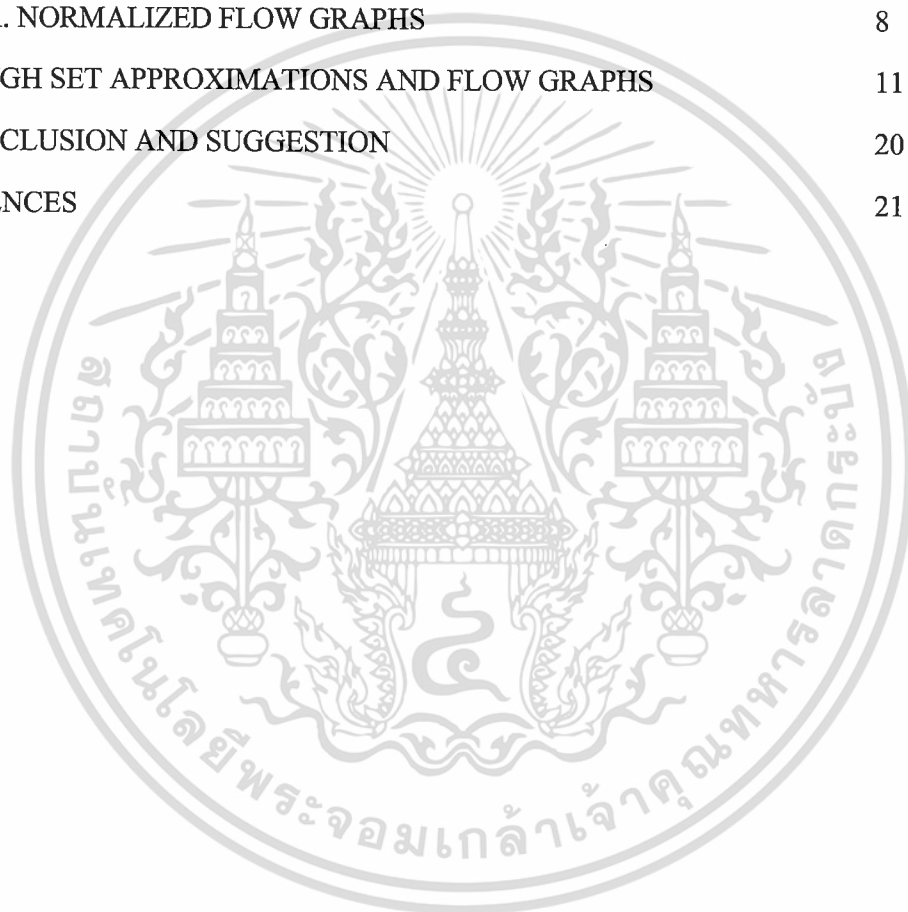 . NORMALIZED FLOW GRAPHS 8
GH SET APPROXIMATIONS AND FLOW GRAPHS 11
CLUSION AND SUGGESTION 20
ENCES 21
สถาบันเทคโนโลยีพระจอมเกล้าเจ้าคุณทหารลาดกระบัง
๔